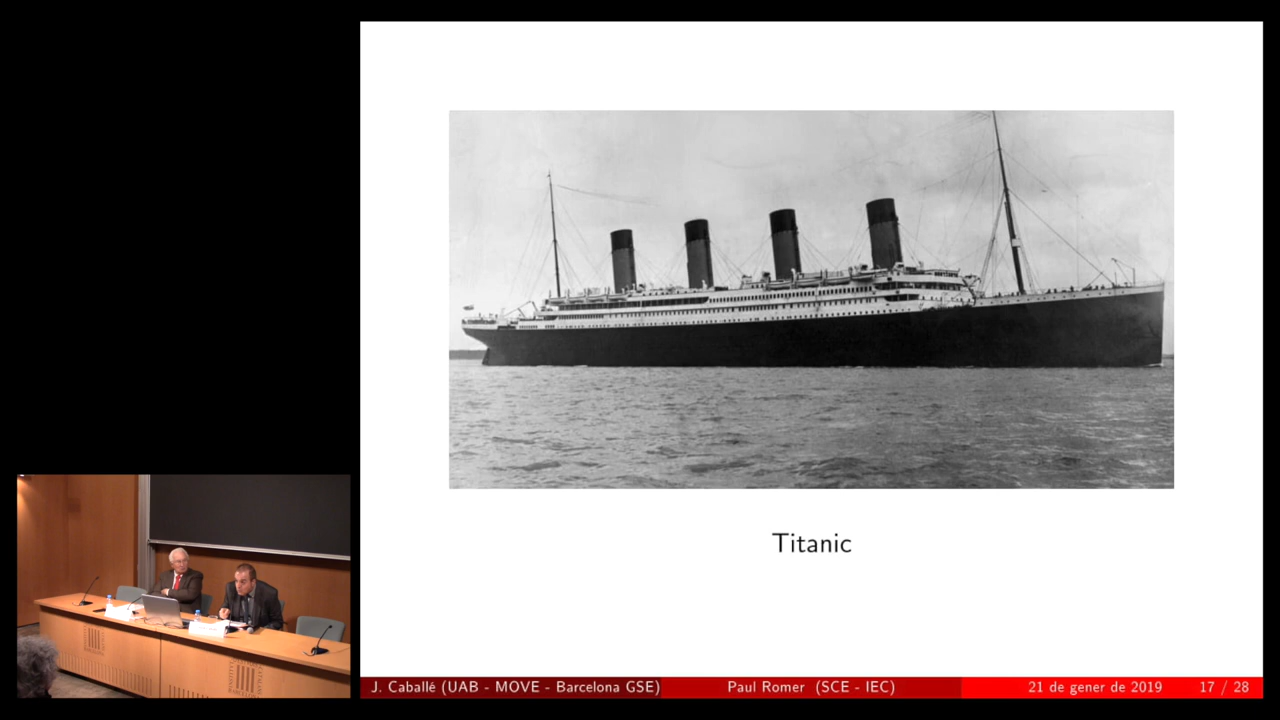 Titanic
J. Caballé (UAB - MOVE - Barcelona GSE) Paul Romer (SCE - IEC) 21 de gener de 2019 17 / 28